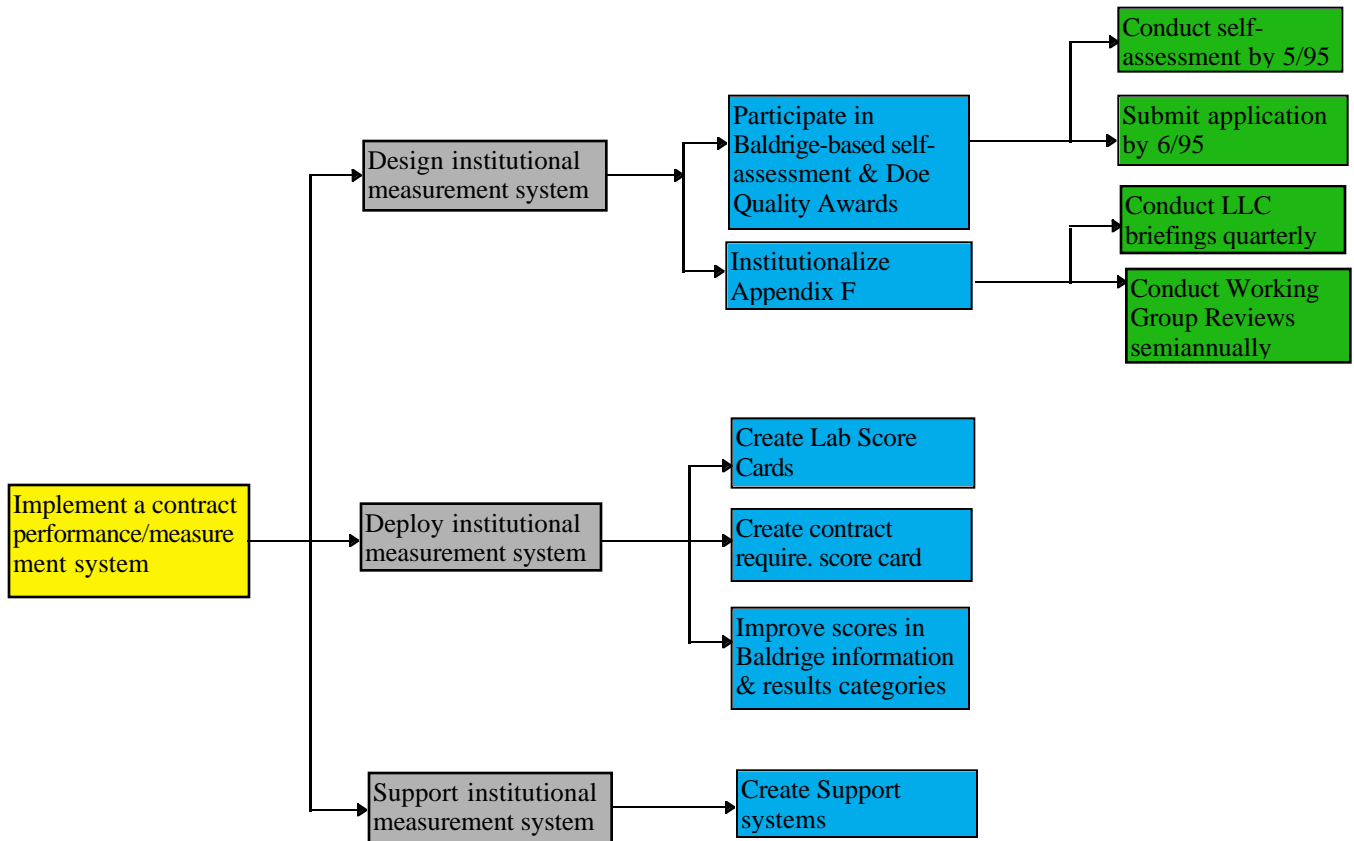 Conduct self-
assessment by 5/95
Participate in
Baldrige-based self-
assessment & Doe
Quality Awards
Submit application
by 6/95
Design institutional
measurement system
Conduct LLC
briefings quarterly
Institutionalize
Appendix F
Conduct Working
Group Reviews
semiannually
Create Lab Score
Cards
Implement a contract
performance/measure
ment system
Deploy institutional
measurement system
Create contract
require. score card
Improve scores in
Baldrige information
& results categories
Support institutional
measurement system
Create Support
systems